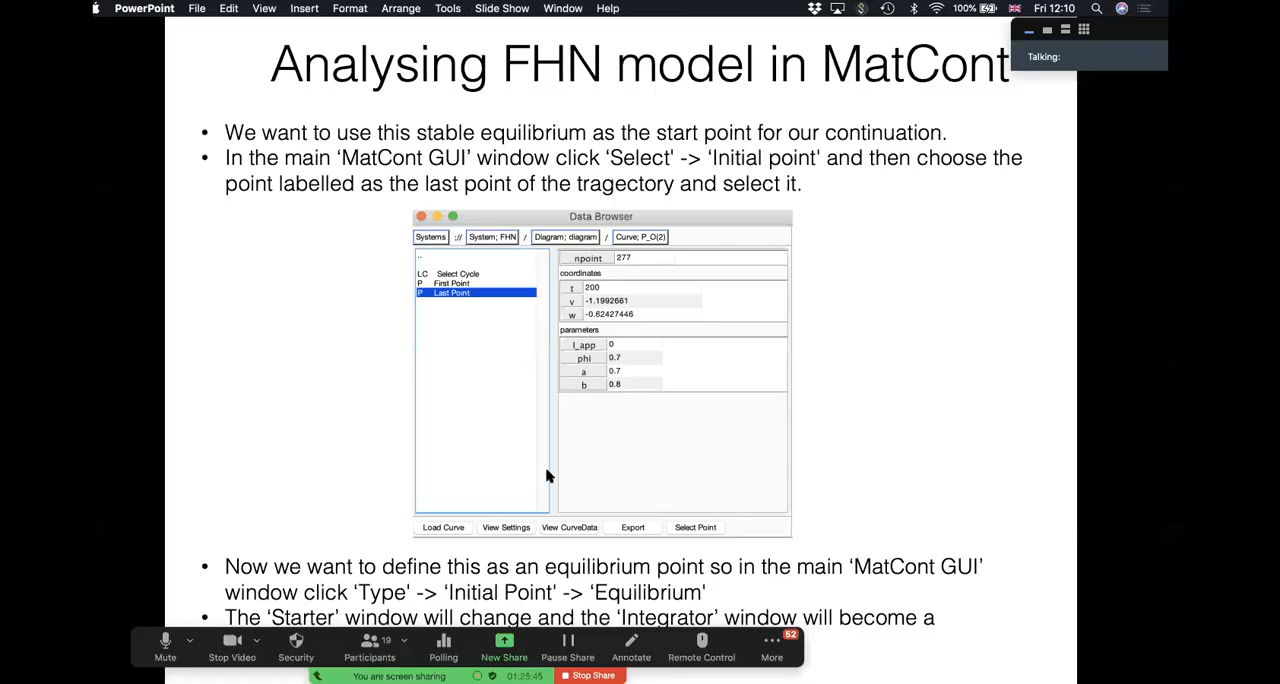 PowerPoint File Edit View Insert Format Arrange Tools Slide Show Window Help 100% Fri 12:10
Talking:
Analysing FHN model in MatCont
• We want to use this stable equilibrium as the start point for our continuation.
• In the main ‘MatCont GUI’ window click ‘Select' -> ‘Initial point' and then choose the
point labelled as the last point of the tragectory and select it.
Data Browser
Systems :// System; FHN / Diagram; diagram / Curve; P_O(2)
..
LC Select Cycle
P First Point
P Last Point
npoint 277
coordinates
t 200
v -1.1992661
w -0.62427446
parameters
I_app 0
phi 0.7
a 0.7
b 0.8
Load Curve View Settings View CurveData Export Select Point
• Now we want to define this as an equilibrium point so in the main ‘MatCont GUI’
window click ‘Type' -> ‘Initial Point' -> ‘Equilibrium'
• The ‘Starter’ window will change and the ‘Integrator’ window will become a
19 52
Mute Stop Video Security Participants Polling New Share Pause Share Annotate Remote Control More
You are screen sharing 01:25:45 Stop Share